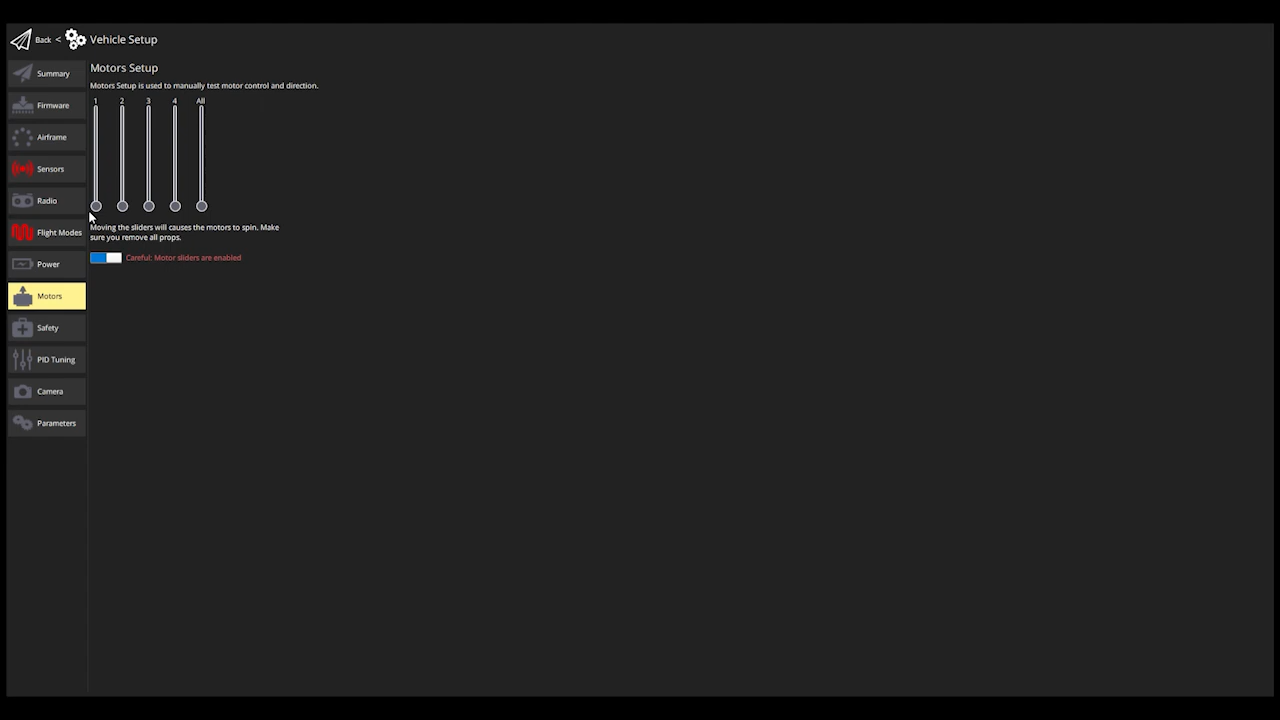 Back < Vehicle Setup
Summary
Firmware
Airframe
Sensors
Radio
Flight Modes
Power
Motors
Safety
PID Tuning
Camera
Parameters
Motors Setup
Motors Setup is used to manually test motor control and direction.
1 2 3 4 All
Moving the sliders will causes the motors to spin. Make
sure you remove all props.
Careful: Motor sliders are enabled